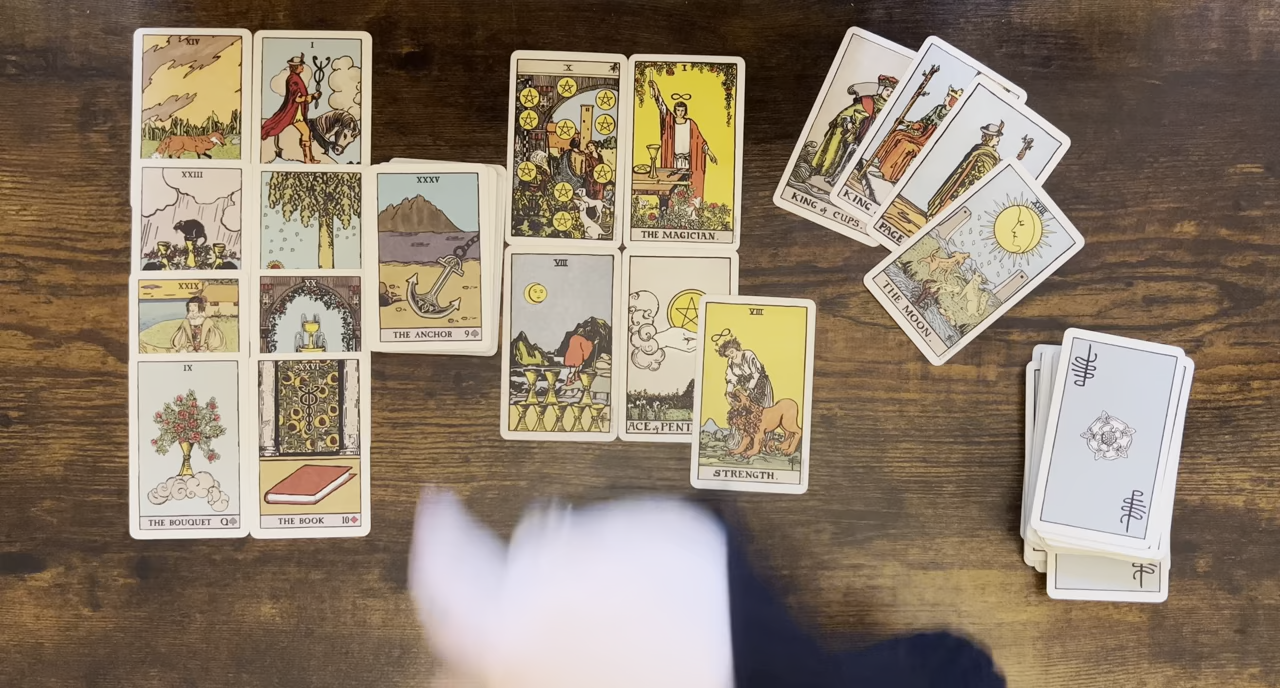 XIV
I
XXIII
XXIX
XX
IX
THE BOUQUET Q
XXVI
THE BOOK 10
XXXV
THE ANCHOR 9
X
I
THE MAGICIAN.
VIII
ACE of PENT
VIII
STRENGTH.
KING of CUPS.
KING
PAGE
XVIII
THE MOON.